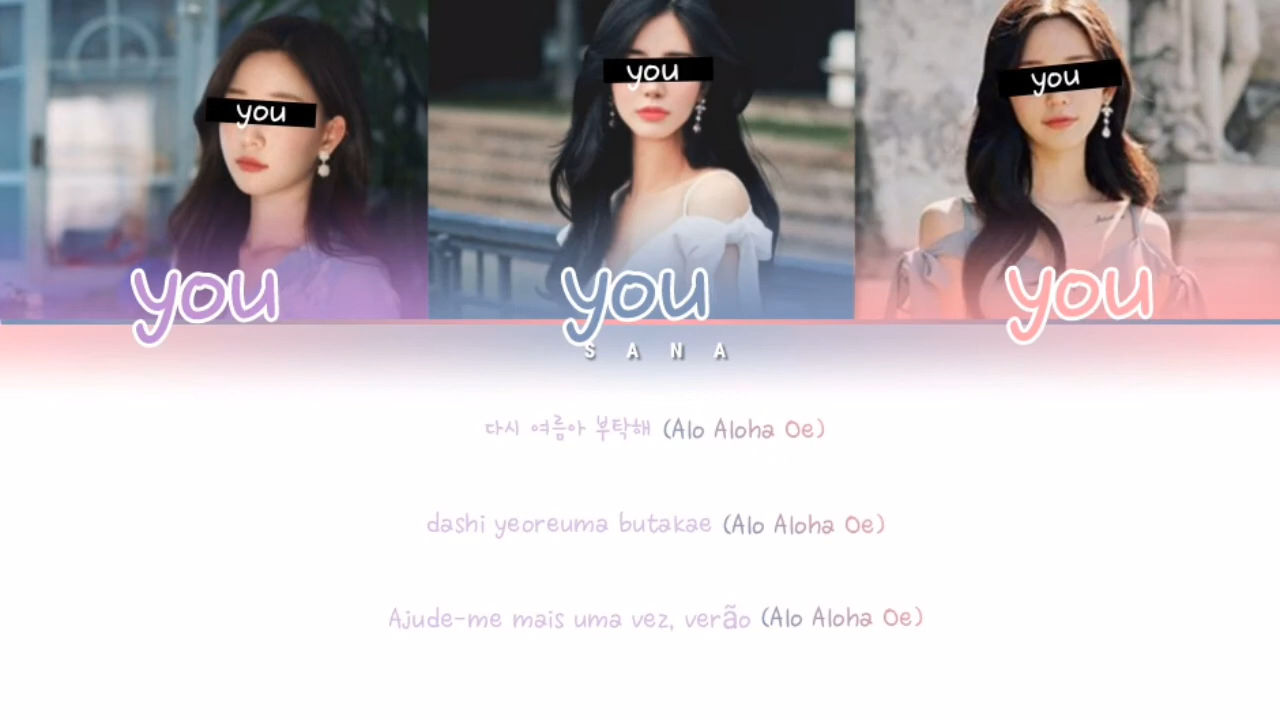 you
you
you
you
you
you
SANA
다시 여름아 부탁해 (Alo Aloha Oe)
dashi yeoreuma butakae (Alo Aloha Oe)
Ajude-me mais uma vez, verão (Alo Aloha Oe)